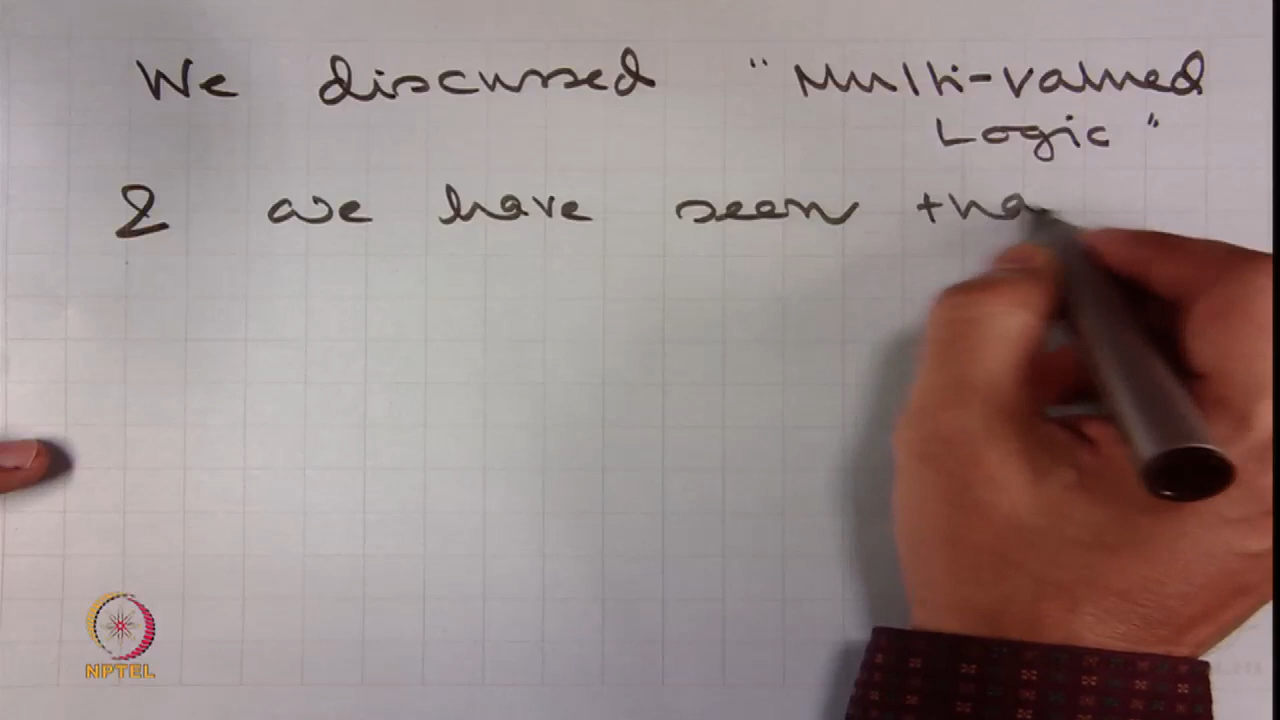 We discussed "Multi-valued
Logic"
& we have seen tha
NPTEL